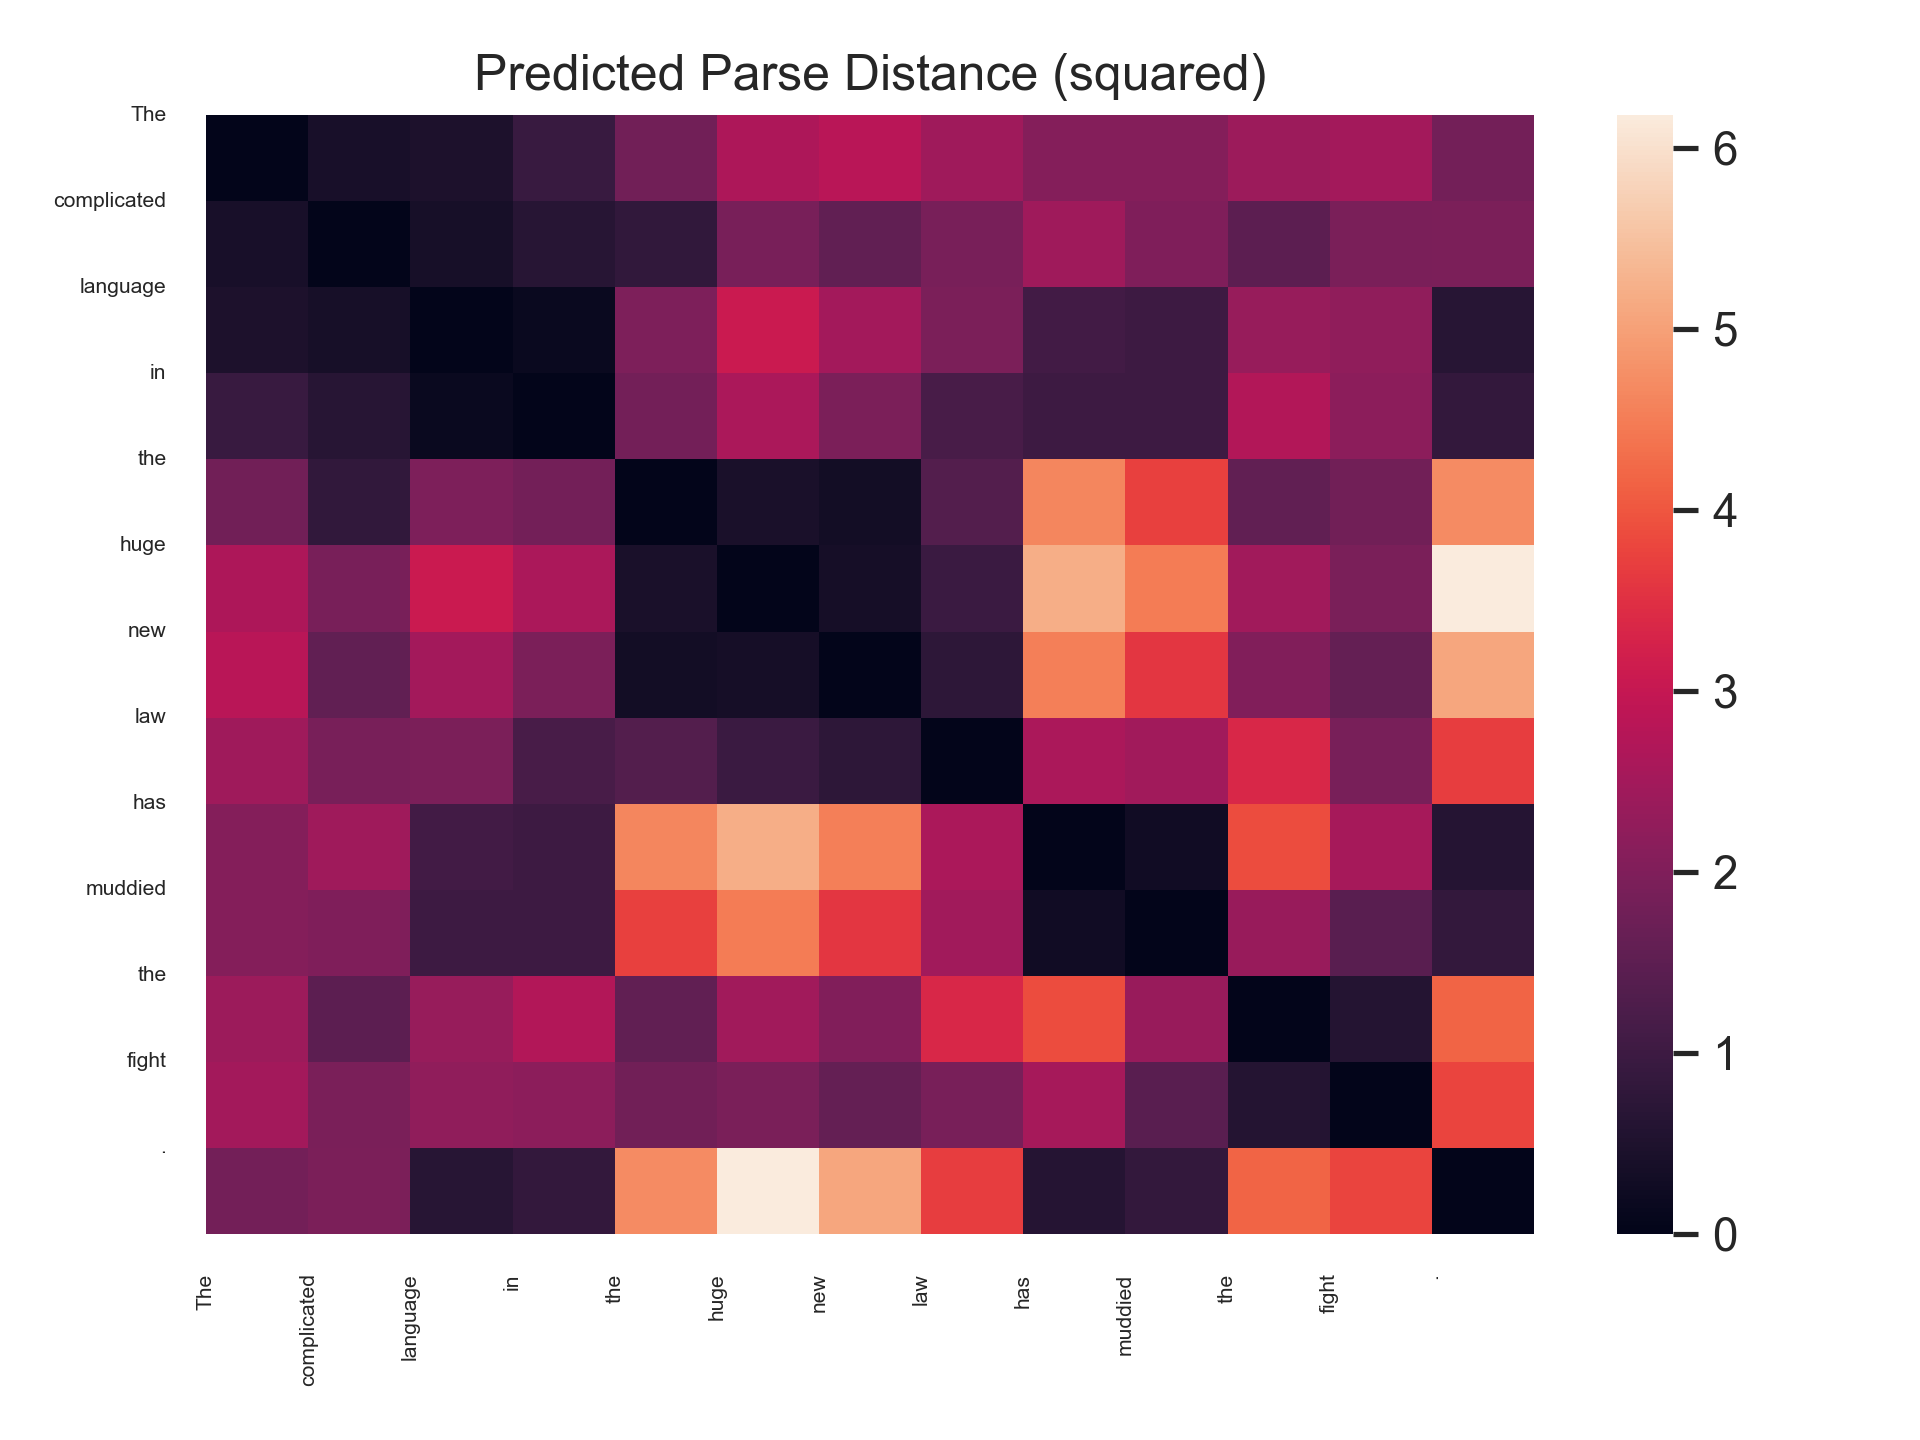 Predicted Parse Distance (squared)
The
complicated
language
in
the
huge
new
law
has
muddied
the
fight
.
The
complicated
language
in
the
huge
new
law
has
muddied
the
fight
.
6
5
4
3
2
1
0